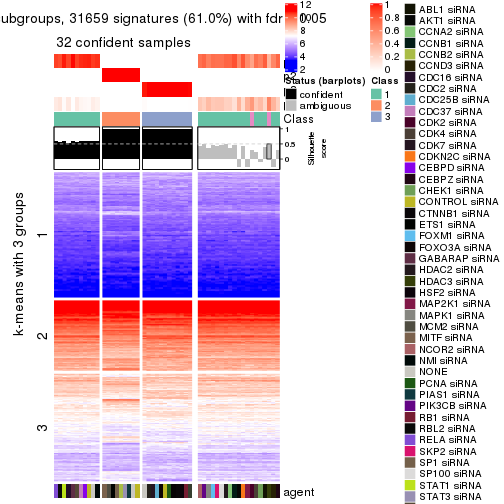 ubgroups, 31659 signatures (61.0%) with fdr 0.05
32 confident samples
12
10
8
6
4
2
1
0.8
0.6
0.4
0.2
0
Status (barplots)
confident
ambiguous
Class
1
2
3
Class
1
0.5
0
Silhouette
score
k-means with 3 groups
1
2
3
agent
ABL1 siRNA
AKT1 siRNA
CCNA2 siRNA
CCNB1 siRNA
CCNB2 siRNA
CCND3 siRNA
CDC16 siRNA
CDC2 siRNA
CDC25B siRNA
CDC37 siRNA
CDK2 siRNA
CDK4 siRNA
CDK7 siRNA
CDKN2C siRNA
CEBPD siRNA
CEBPZ siRNA
CHEK1 siRNA
CONTROL siRNA
CTNNB1 siRNA
ETS1 siRNA
FOXM1 siRNA
FOXO3A siRNA
GABARAP siRNA
HDAC2 siRNA
HDAC3 siRNA
HSF2 siRNA
MAP2K1 siRNA
MAPK1 siRNA
MCM2 siRNA
MITF siRNA
NCOR2 siRNA
NMI siRNA
NONE
PCNA siRNA
PIAS1 siRNA
PIK3CB siRNA
RB1 siRNA
RBL2 siRNA
RELA siRNA
SKP2 siRNA
SP1 siRNA
SP100 siRNA
STAT1 siRNA
STAT3 siRNA